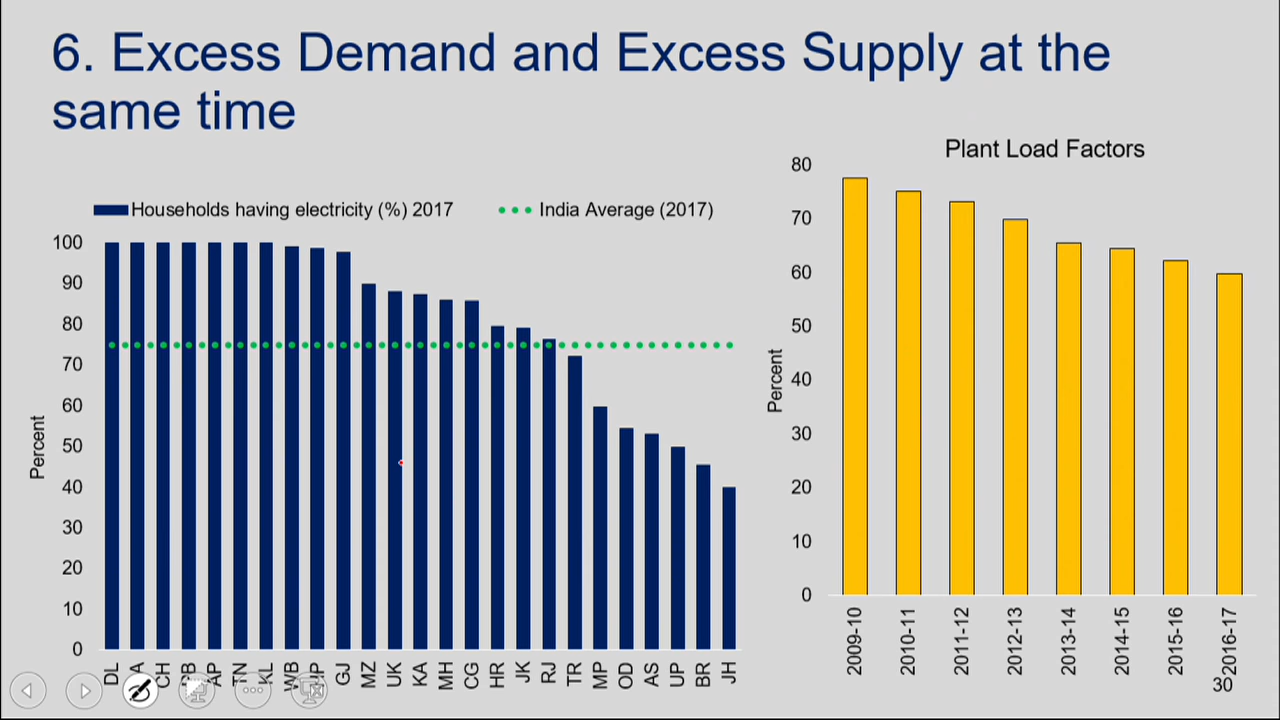 6. Excess Demand and Excess Supply at the
same time
Households having electricity (%) 2017
India Average (2017)
Percent
100
90
80
70
60
50
40
30
20
10
0
DL
CH
AP
TN
KL
WB
GJ
MZ
UK
KA
MH
CG
HR
JK
RJ
TR
MP
OD
AS
UP
BR
JH
Plant Load Factors
Percent
80
70
60
50
40
30
20
10
0
2009-10
2010-11
2011-12
2012-13
2013-14
2014-15
2015-16
2016-17
30